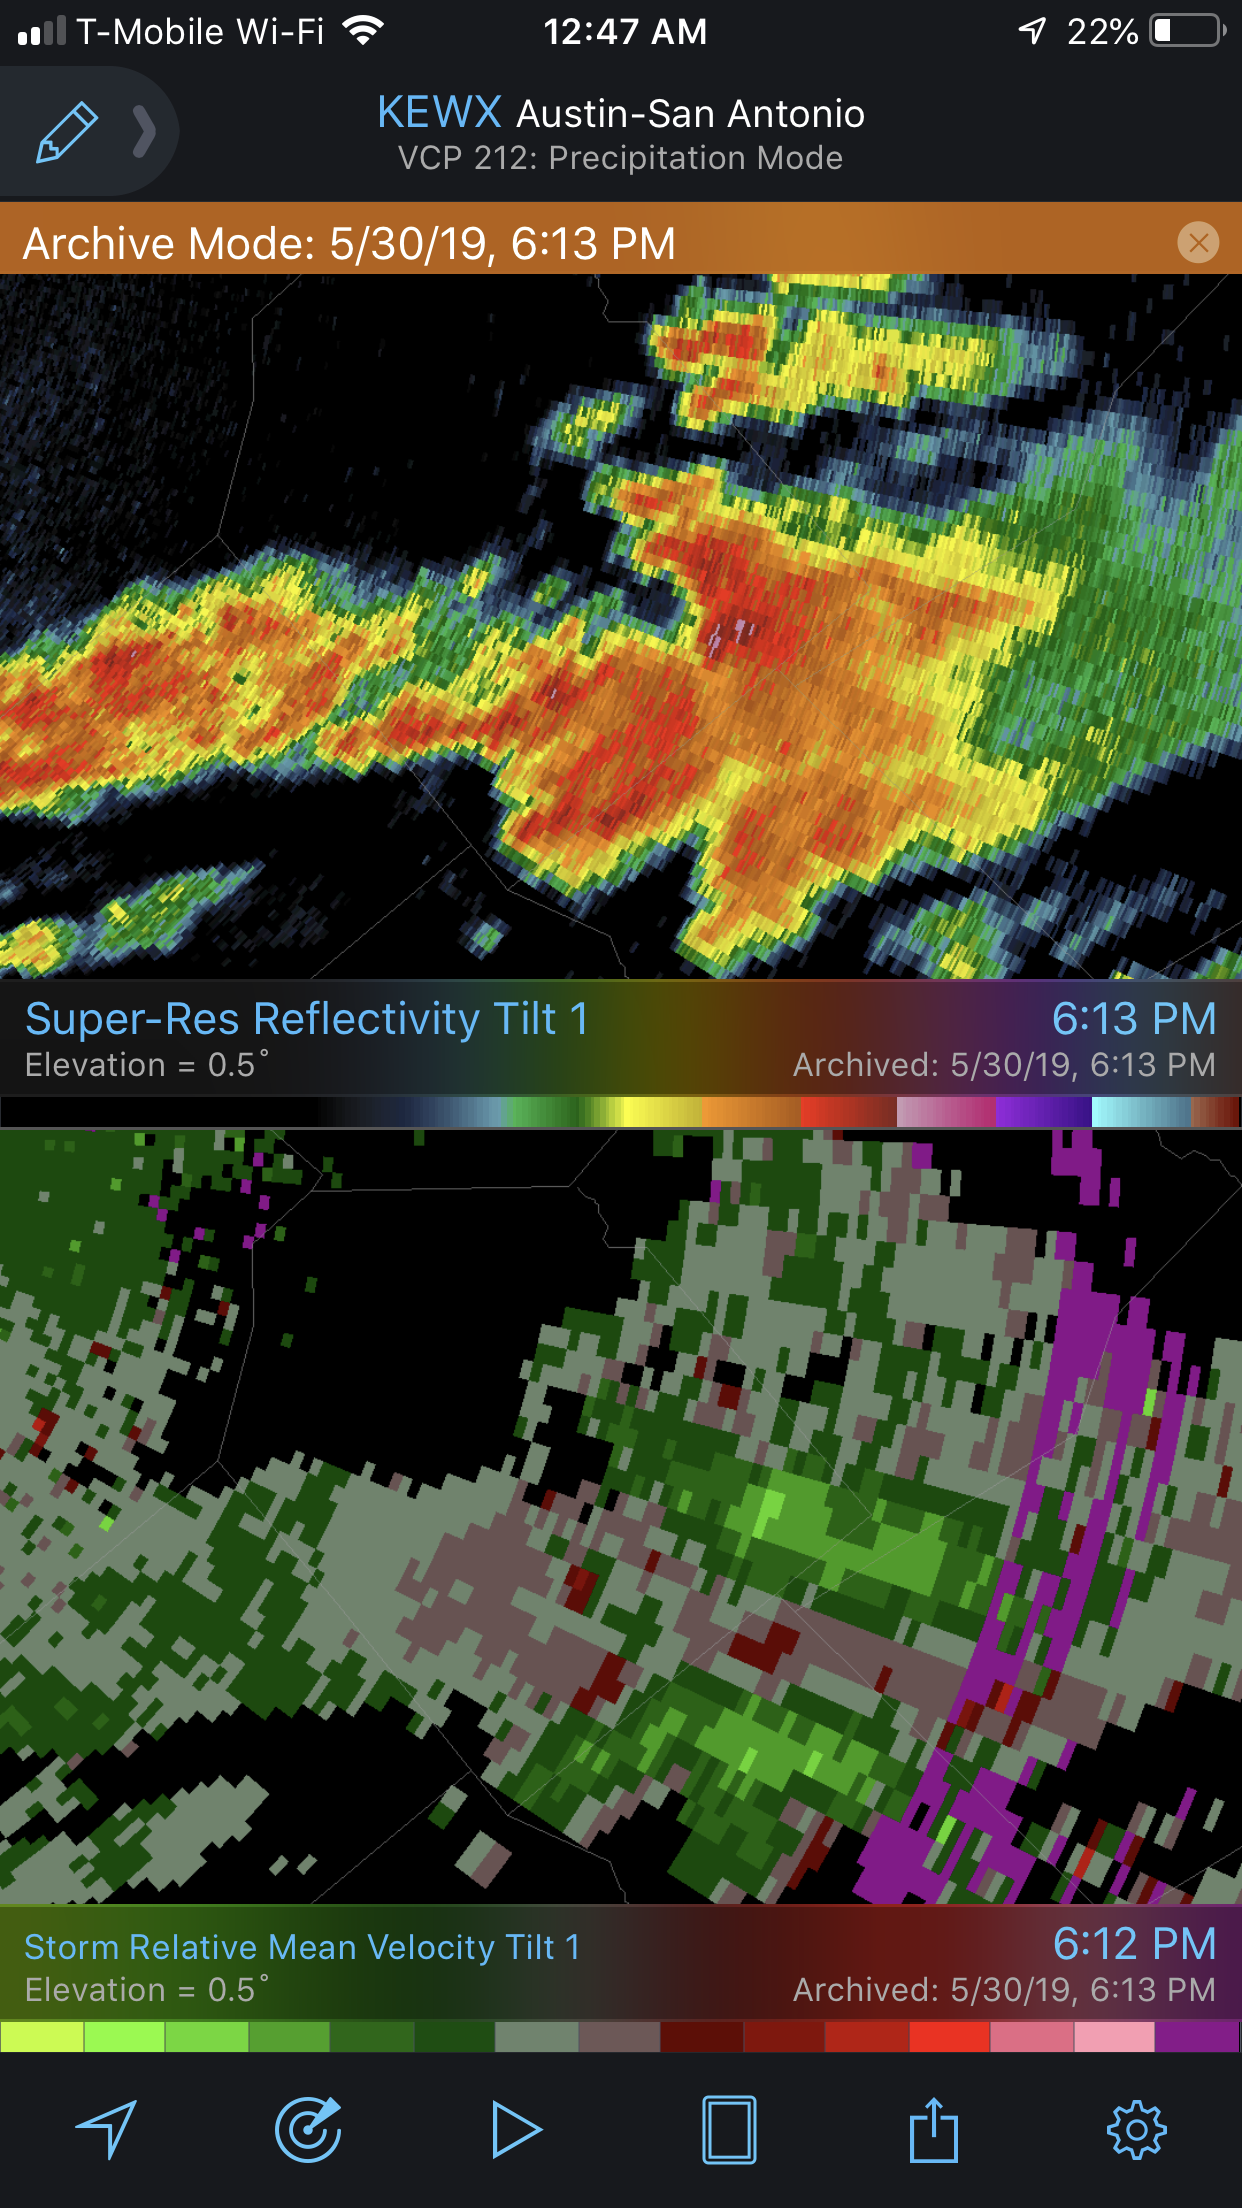 T-Mobile Wi-Fi 12:47 AM 22%
KEWX Austin-San Antonio
VCP 212: Precipitation Mode
Archive Mode: 5/30/19, 6:13 PM
Super-Res Reflectivity Tilt 1 6:13 PM
Elevation = 0.5° Archived: 5/30/19, 6:13 PM
Storm Relative Mean Velocity Tilt 1 6:12 PM
Elevation = 0.5° Archived: 5/30/19, 6:13 PM